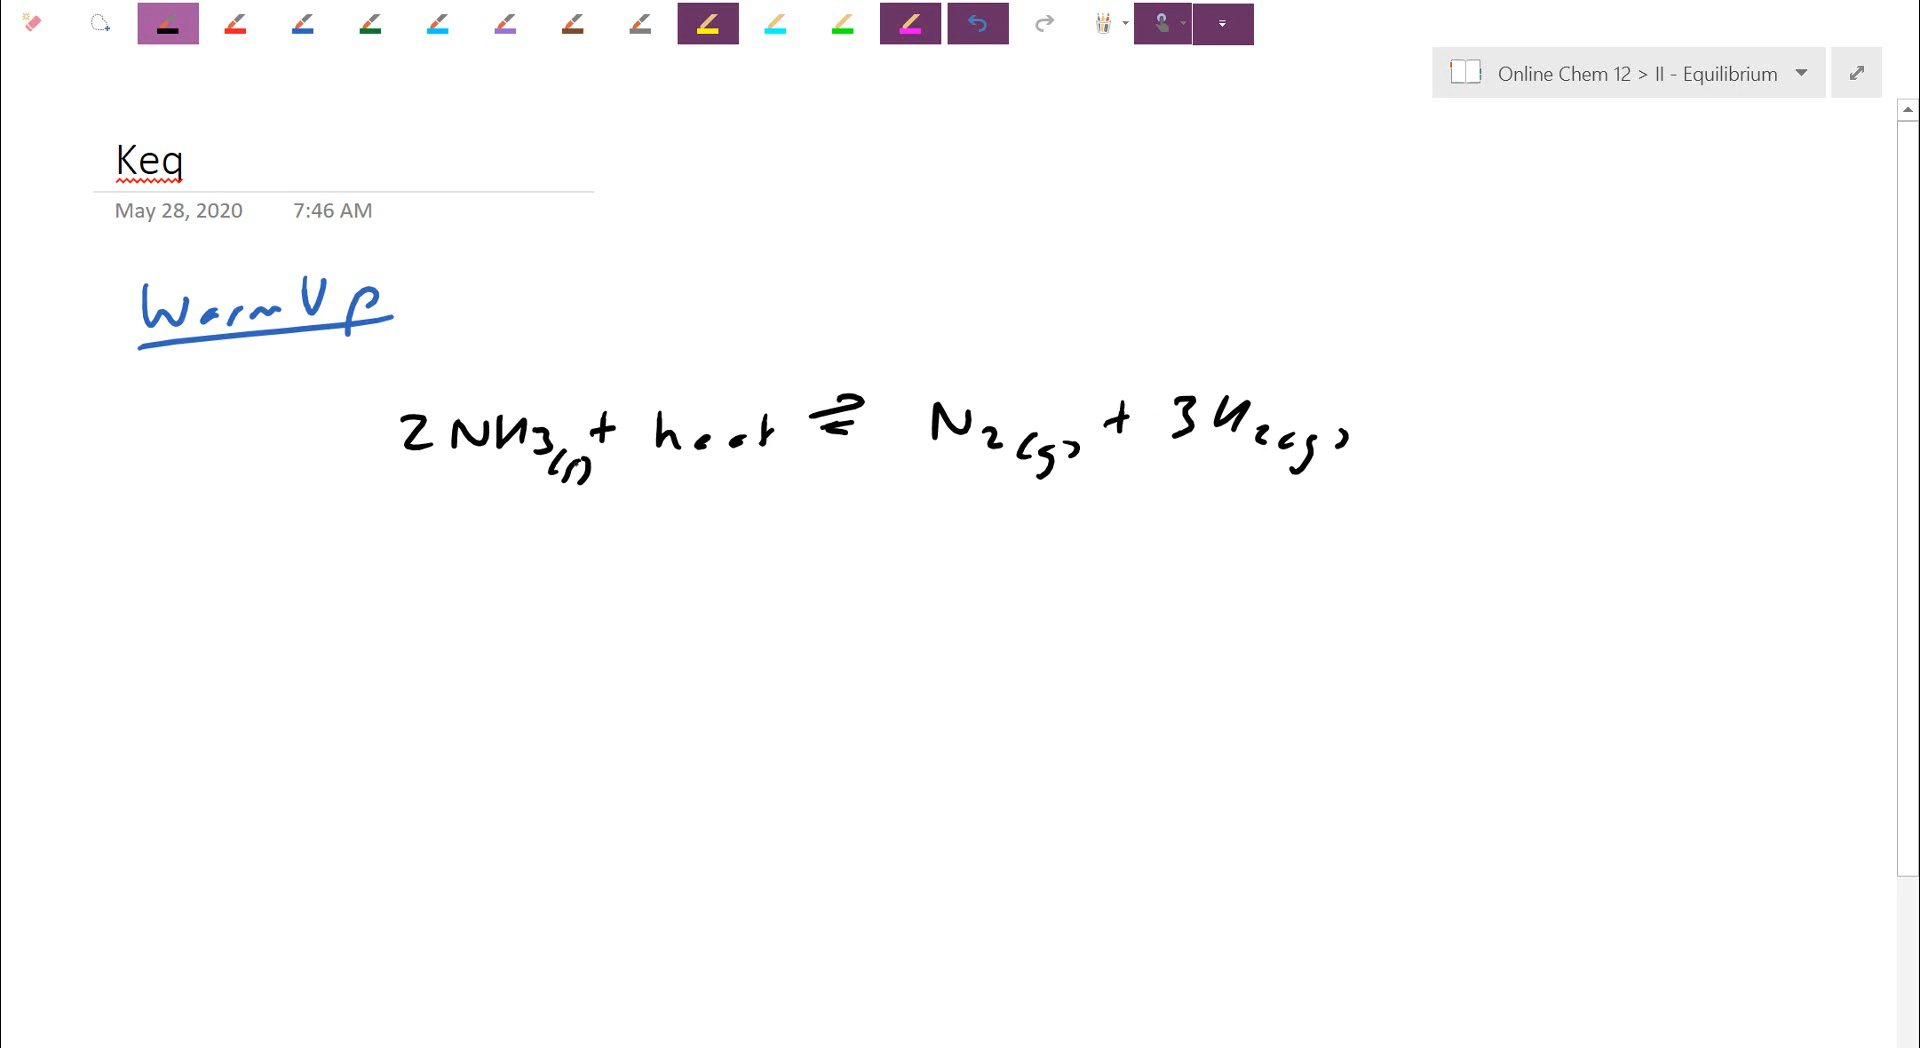 Online Chem 12 > II - Equilibrium
Keq
May 28, 2020 7:46 AM
Warm Up
2NH3(g) + heat ⇌ N2(g) + 3H2(g)